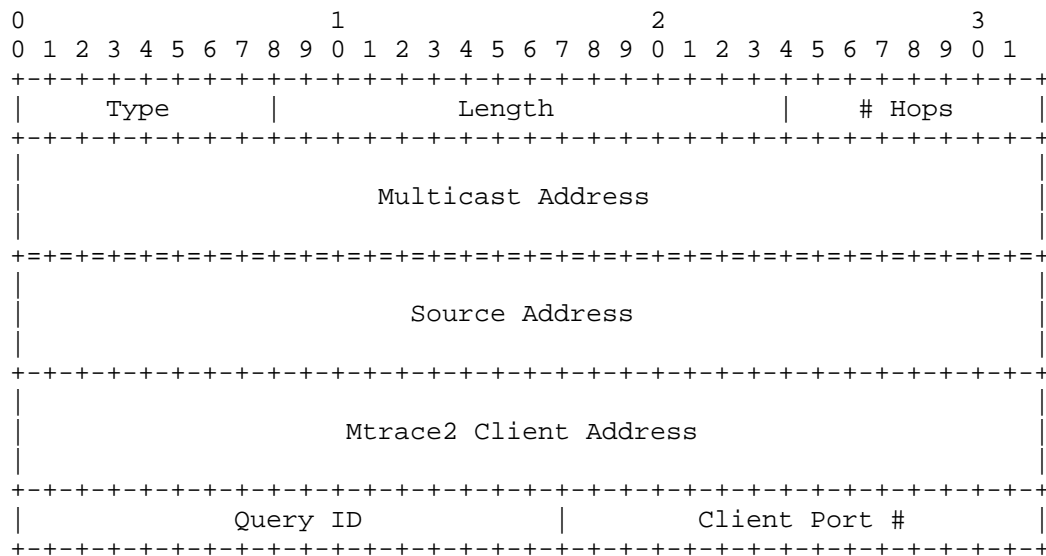 0                   1                   2                   3
0 1 2 3 4 5 6 7 8 9 0 1 2 3 4 5 6 7 8 9 0 1 2 3 4 5 6 7 8 9 0 1
+-+-+-+-+-+-+-+-+-+-+-+-+-+-+-+-+-+-+-+-+-+-+-+-+-+-+-+-+-+-+-+-+
|     Type      |             Length            |    # Hops     |
+-+-+-+-+-+-+-+-+-+-+-+-+-+-+-+-+-+-+-+-+-+-+-+-+-+-+-+-+-+-+-+-+
|                                                               |
|                      Multicast Address                        |
|                                                               |
+=+=+=+=+=+=+=+=+=+=+=+=+=+=+=+=+=+=+=+=+=+=+=+=+=+=+=+=+=+=+=+=+
|                                                               |
|                        Source Address                         |
|                                                               |
+-+-+-+-+-+-+-+-+-+-+-+-+-+-+-+-+-+-+-+-+-+-+-+-+-+-+-+-+-+-+-+-+
|                                                               |
|                    Mtrace2 Client Address                     |
|                                                               |
+-+-+-+-+-+-+-+-+-+-+-+-+-+-+-+-+-+-+-+-+-+-+-+-+-+-+-+-+-+-+-+-+
|             Query ID            |        Client Port #        |
+-+-+-+-+-+-+-+-+-+-+-+-+-+-+-+-+-+-+-+-+-+-+-+-+-+-+-+-+-+-+-+-+